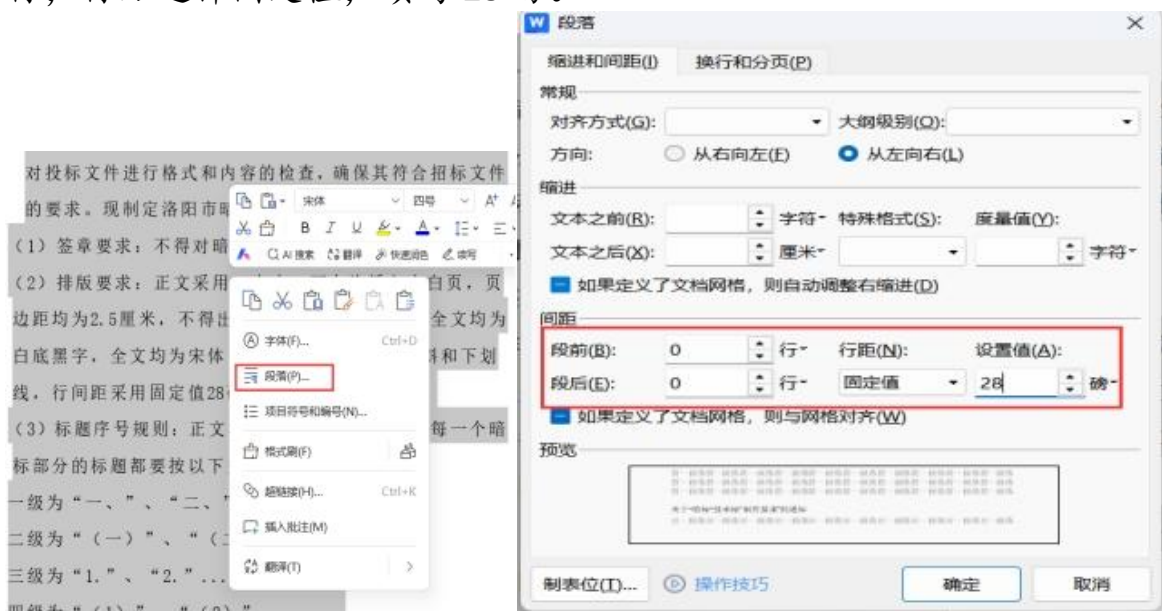 段落
缩进和间距(I) 换行和分页(P)
常规
对齐方式(G): 大纲级别(O):
方向: 从右向左(F) 从左向右(L)
缩进
文本之前(R): 字符 特殊格式(S): 度量值(Y):
文本之后(X): 厘米 字符
如果定义了文档网格，则自动调整右缩进(D)
间距
段前(B): 0 行 行距(N): 设置值(A):
段后(E): 0 行 固定值 28 磅
如果定义了文档网格，则与网格对齐(W)
预览
制表位(T)... 操作技巧 确定 取消
对投标文件进行格式和内容的检查，确保其符合招标文件
的要求。现制定洛阳市暗
（1）签章要求：不得对暗
（2）排版要求：正文采用 白页，页
边距均为2.5厘米，不得出 全文均为
白底黑字，全文均为宋体 斜和下划
线，行间距采用固定值28
（3）标题序号规则：正文 每一个暗
标部分的标题都要按以下
一级为“一、”、“二、”
二级为“（一）”、“（二
三级为“1.”、“2.”...
四级为“（1）”、“（2）”
宋体 四号 A+
B I U A
AI 搜索 翻译 快速润色 续写
字体(F)... Ctrl+D
段落(P)...
项目符号和编号(N)...
格式刷(F)
超链接(H)... Ctrl+K
插入批注(M)
翻译(T)